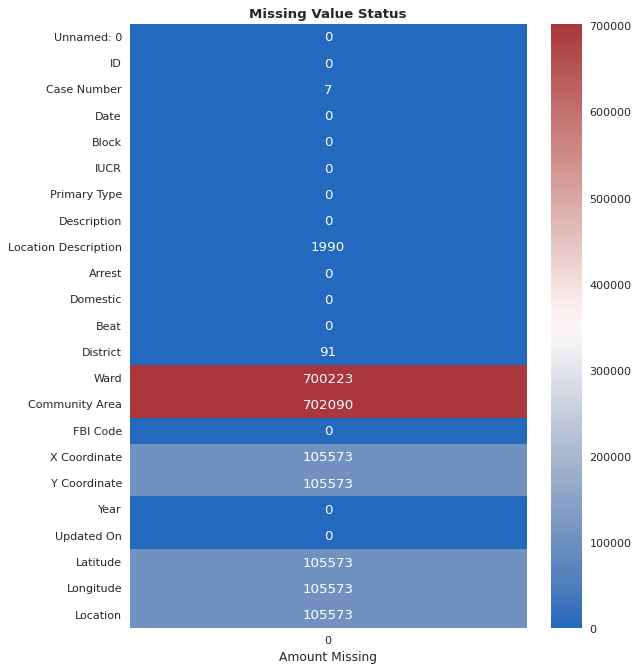 Missing Value Status
Unnamed: 0 0
ID 0
Case Number 7
Date 0
Block 0
IUCR 0
Primary Type 0
Description 0
Location Description 1990
Arrest 0
Domestic 0
Beat 0
District 91
Ward 700223
Community Area 702090
FBI Code 0
X Coordinate 105573
Y Coordinate 105573
Year 0
Updated On 0
Latitude 105573
Longitude 105573
Location 105573
0
Amount Missing
700000
600000
500000
400000
300000
200000
100000
0